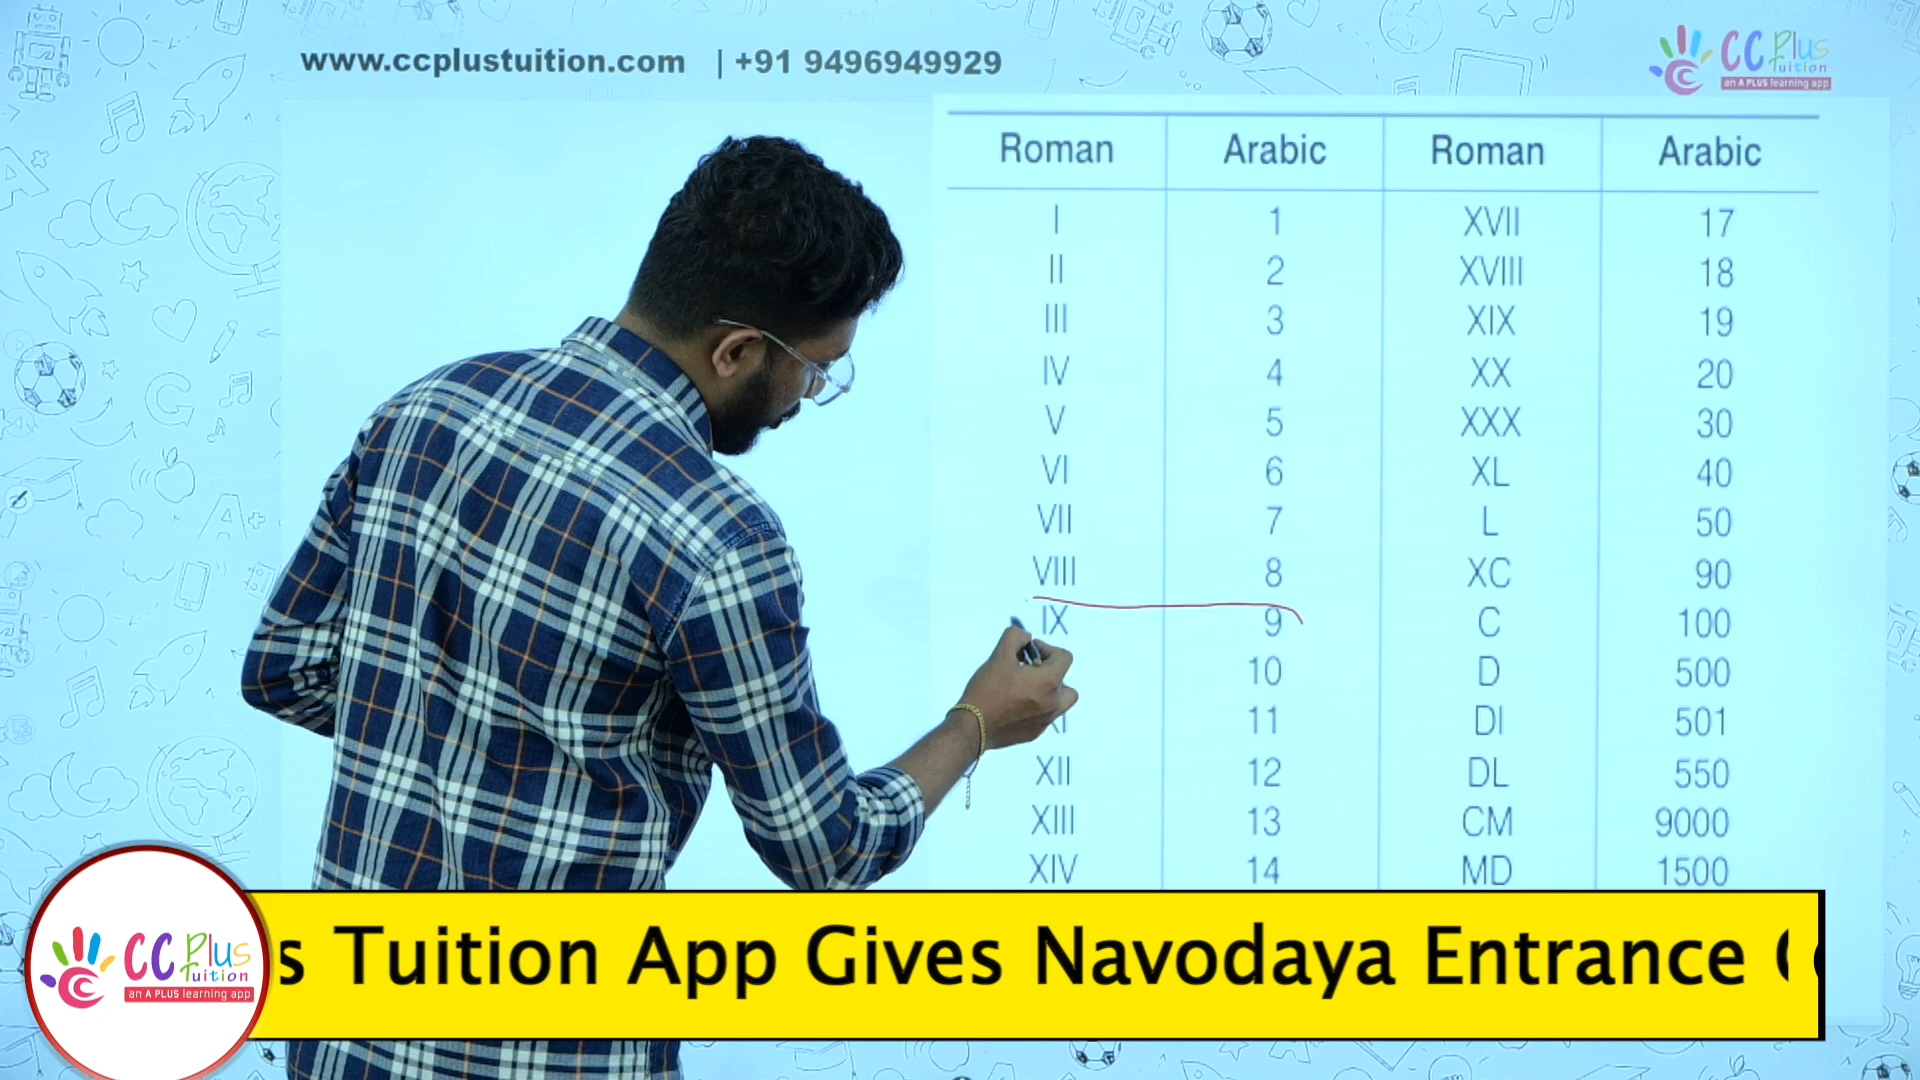 www.ccplustuition.com | +91 9496949929
CC Plus
Tuition
an A PLUS learning app
Roman Arabic Roman Arabic
I 1 XVII 17
II 2 XVIII 18
III 3 XIX 19
IV 4 XX 20
V 5 XXX 30
VI 6 XL 40
VII 7 L 50
VIII 8 XC 90
IX 9 C 100
10 D 500
XI 11 DI 501
XII 12 DL 550
XIII 13 CM 9000
XIV 14 MD 1500
CC Plus
Tuition
an A PLUS learning app
s Tuition App Gives Navodaya Entrance